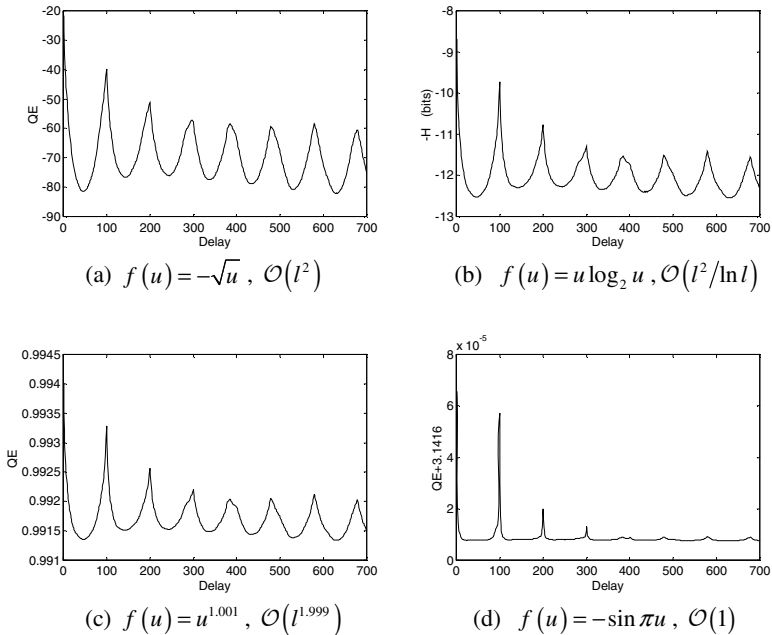 -20
-30
-40
-50
-60
-70
-80
-90
QE
0 100 200 300 400 500 600 700
Delay
(a) f(u)=-√u , O(l²)
-8
-9
-10
-11
-12
-13
-H (bits)
0 100 200 300 400 500 600 700
Delay
(b) f(u)=u log₂ u , O(l²/ln l)
0.9945
0.994
0.9935
0.993
0.9925
0.992
0.9915
0.991
QE
0 100 200 300 400 500 600 700
Delay
(c) f(u)=u^1.001 , O(l^1.999)
8 x 10^-5
6
4
2
0
QE+3.1416
0 100 200 300 400 500 600 700
Delay
(d) f(u)=-sin πu , O(1)